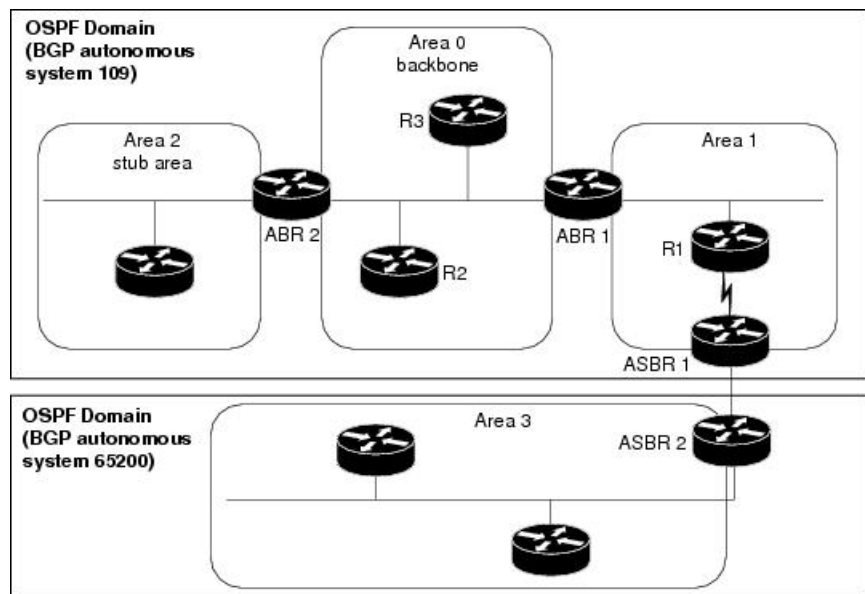 OSPF Domain
(BGP autonomous
system 109)
Area 0
backbone
R3
Area 2
stub area
Area 1
ABR 2
ABR 1
R1
R2
ASBR 1
OSPF Domain
(BGP autonomous
system 65200)
Area 3
ASBR 2